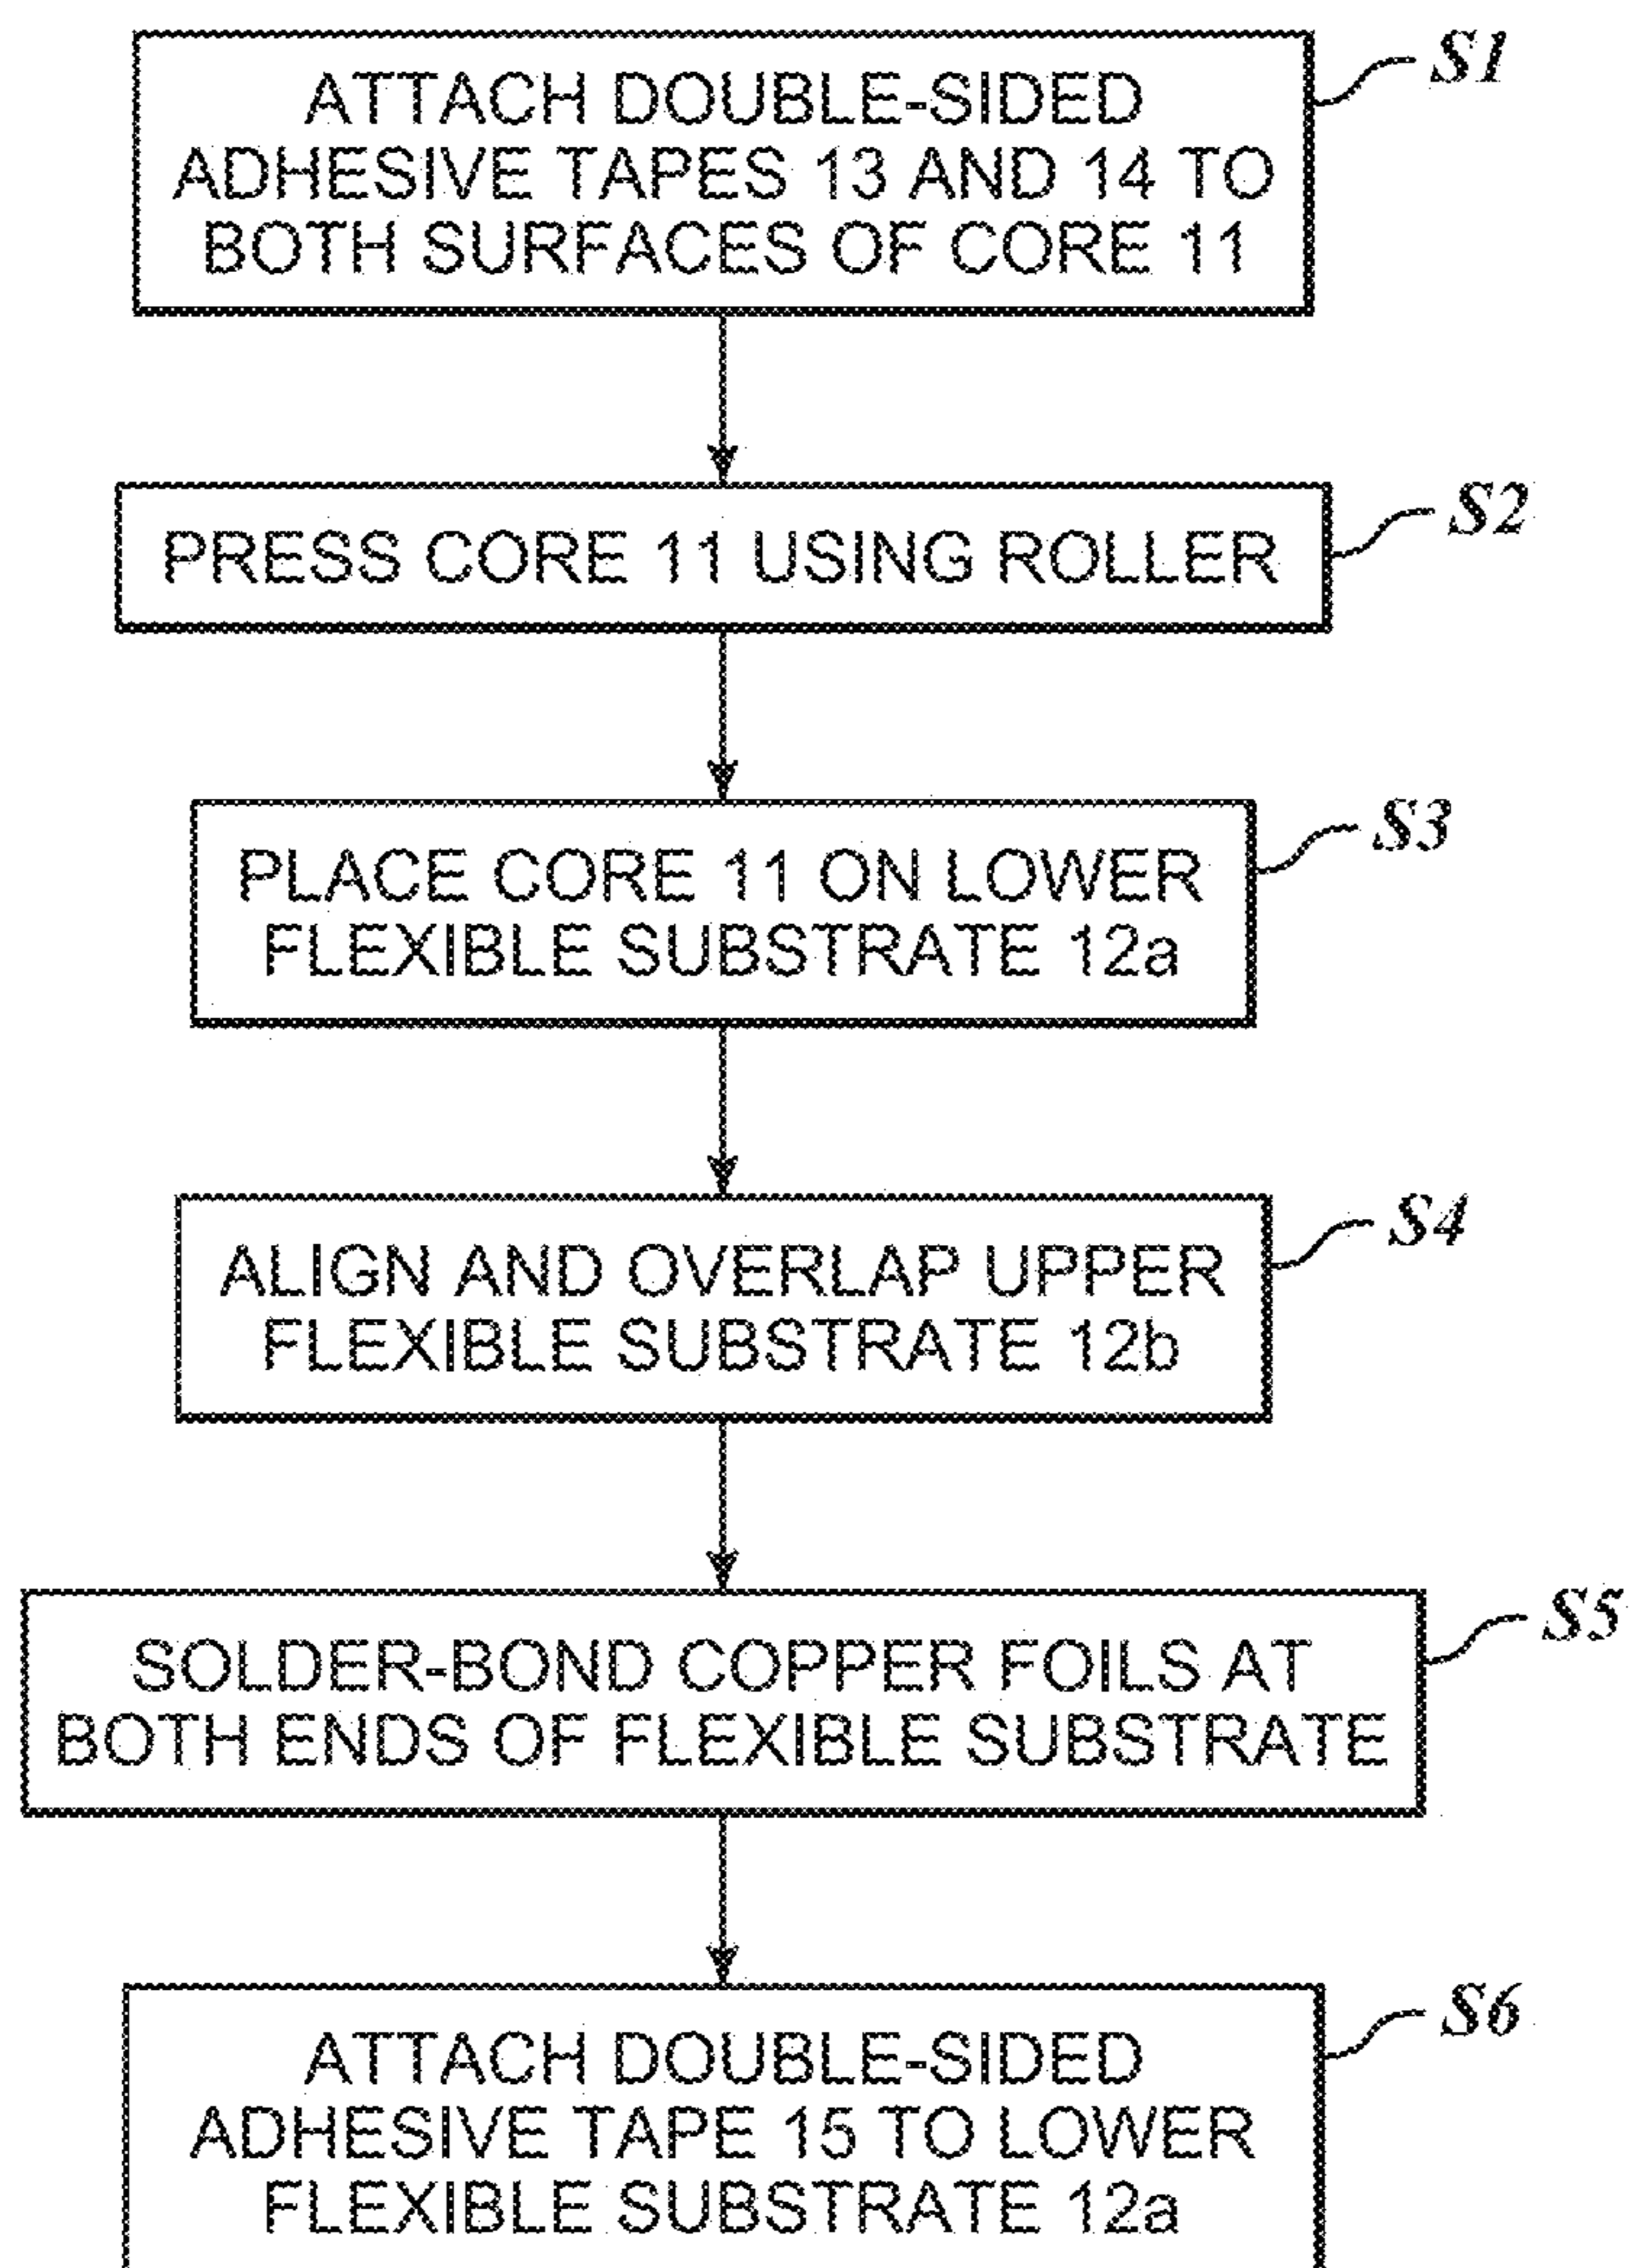 ATTACH DOUBLE-SIDED
ADHESIVE TAPES 13 AND 14 TO
BOTH SURFACES OF CORE 11
S1
PRESS CORE 11 USING ROLLER
S2
PLACE CORE 11 ON LOWER
FLEXIBLE SUBSTRATE 12a
S3
ALIGN AND OVERLAP UPPER
FLEXIBLE SUBSTRATE 12b
S4
SOLDER-BOND COPPER FOILS AT
BOTH ENDS OF FLEXIBLE SUBSTRATE
S5
ATTACH DOUBLE-SIDED
ADHESIVE TAPE 15 TO LOWER
FLEXIBLE SUBSTRATE 12a
S6